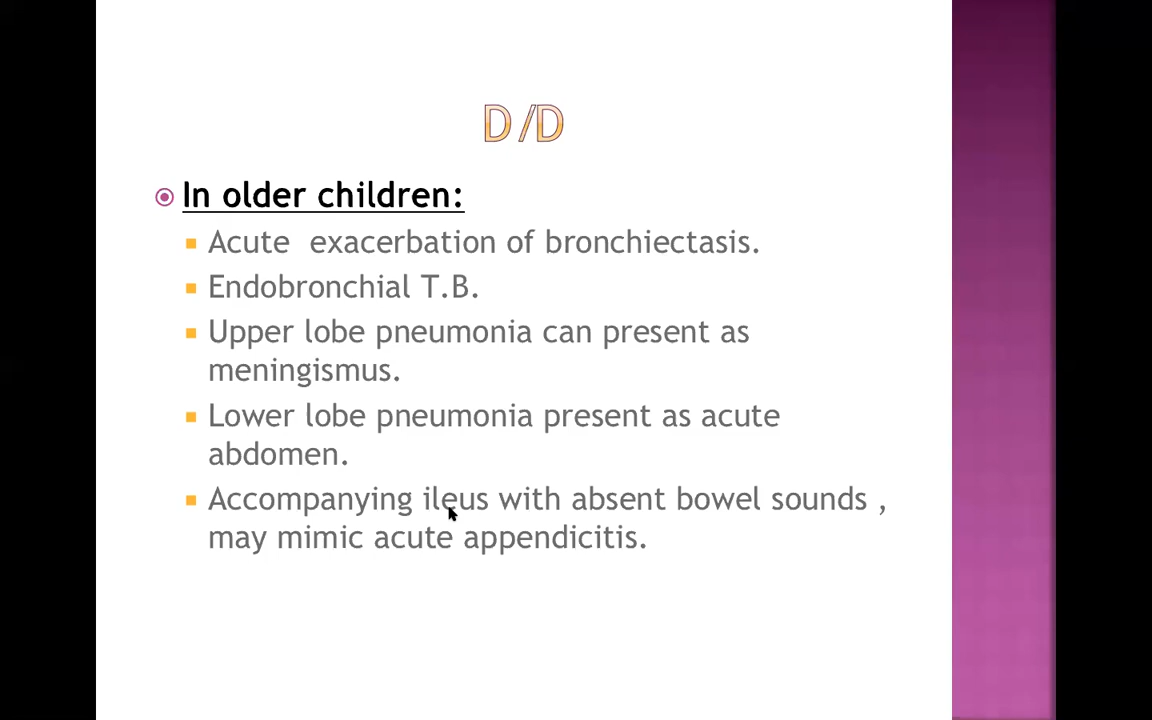 D/D
In older children:
Acute exacerbation of bronchiectasis.
Endobronchial T.B.
Upper lobe pneumonia can present as
meningismus.
Lower lobe pneumonia present as acute
abdomen.
Accompanying ileus with absent bowel sounds ,
may mimic acute appendicitis.